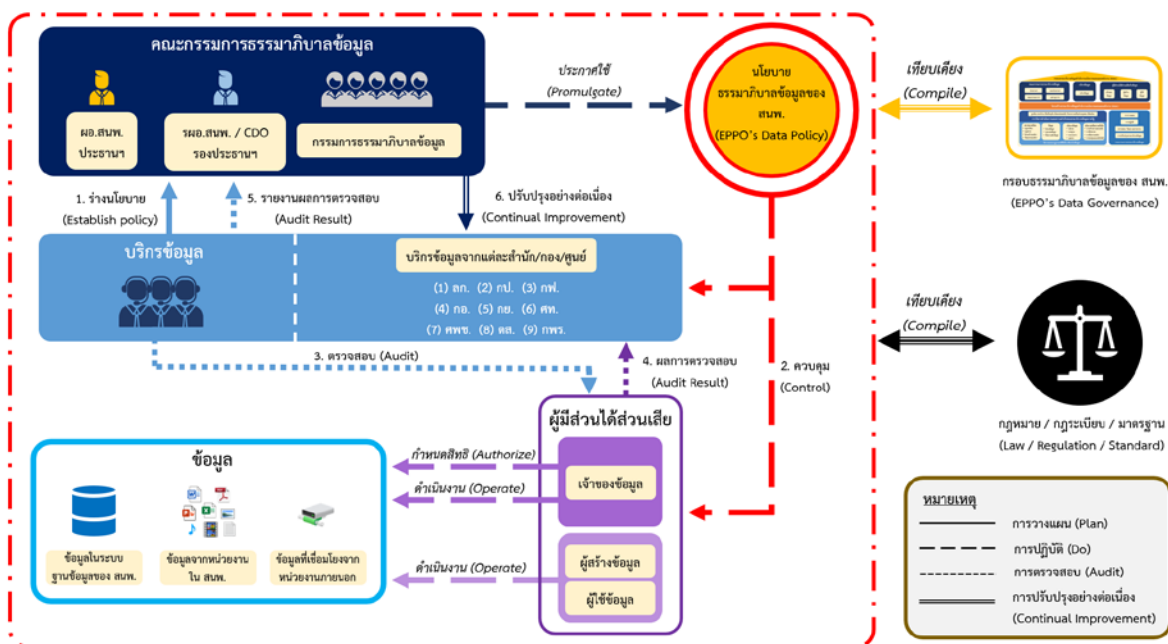 คณะกรรมการธรรมาภิบาลข้อมูล
ผอ.สนพ.
ประธานฯ
รผอ.สนพ. / CDO
รองประธานฯ
กรรมการธรรมาภิบาลข้อมูล
ประกาศใช้
(Promulgate)
นโยบาย
ธรรมาภิบาลข้อมูลของ
สนพ.
(EPPO's Data Policy)
เทียบเคียง
(Compile)
กรอบธรรมาภิบาลข้อมูลของ สนพ.
(EPPO's Data Governance)
1. ร่างนโยบาย
(Establish policy)
5. รายงานผลการตรวจสอบ
(Audit Result)
6. ปรับปรุงอย่างต่อเนื่อง
(Continual Improvement)
บริกรข้อมูล
บริกรข้อมูลจากแต่ละสำนัก/กอง/ศูนย์
(1) ลก. (2) กป. (3) กฟ.
(4) กอ. (5) กย. (6) ศท.
(7) ศพช. (8) ตส. (9) กพร.
เทียบเคียง
(Compile)
3. ตรวจสอบ (Audit)
4. ผลการตรวจสอบ
(Audit Result)
2. ควบคุม
(Control)
กฎหมาย / กฎระเบียบ / มาตรฐาน
(Law / Regulation / Standard)
ผู้มีส่วนได้ส่วนเสีย
เจ้าของข้อมูล
ผู้สร้างข้อมูล
ผู้ใช้ข้อมูล
กำหนดสิทธิ (Authorize)
ดำเนินงาน (Operate)
ดำเนินงาน (Operate)
ข้อมูล
ข้อมูลในระบบ
ฐานข้อมูลของ สนพ.
ข้อมูลจากหน่วยงาน
ใน สนพ.
ข้อมูลที่เชื่อมโยงจาก
หน่วยงานภายนอก
หมายเหตุ
การวางแผน (Plan)
การปฏิบัติ (Do)
การตรวจสอบ (Audit)
การปรับปรุงอย่างต่อเนื่อง
(Continual Improvement)